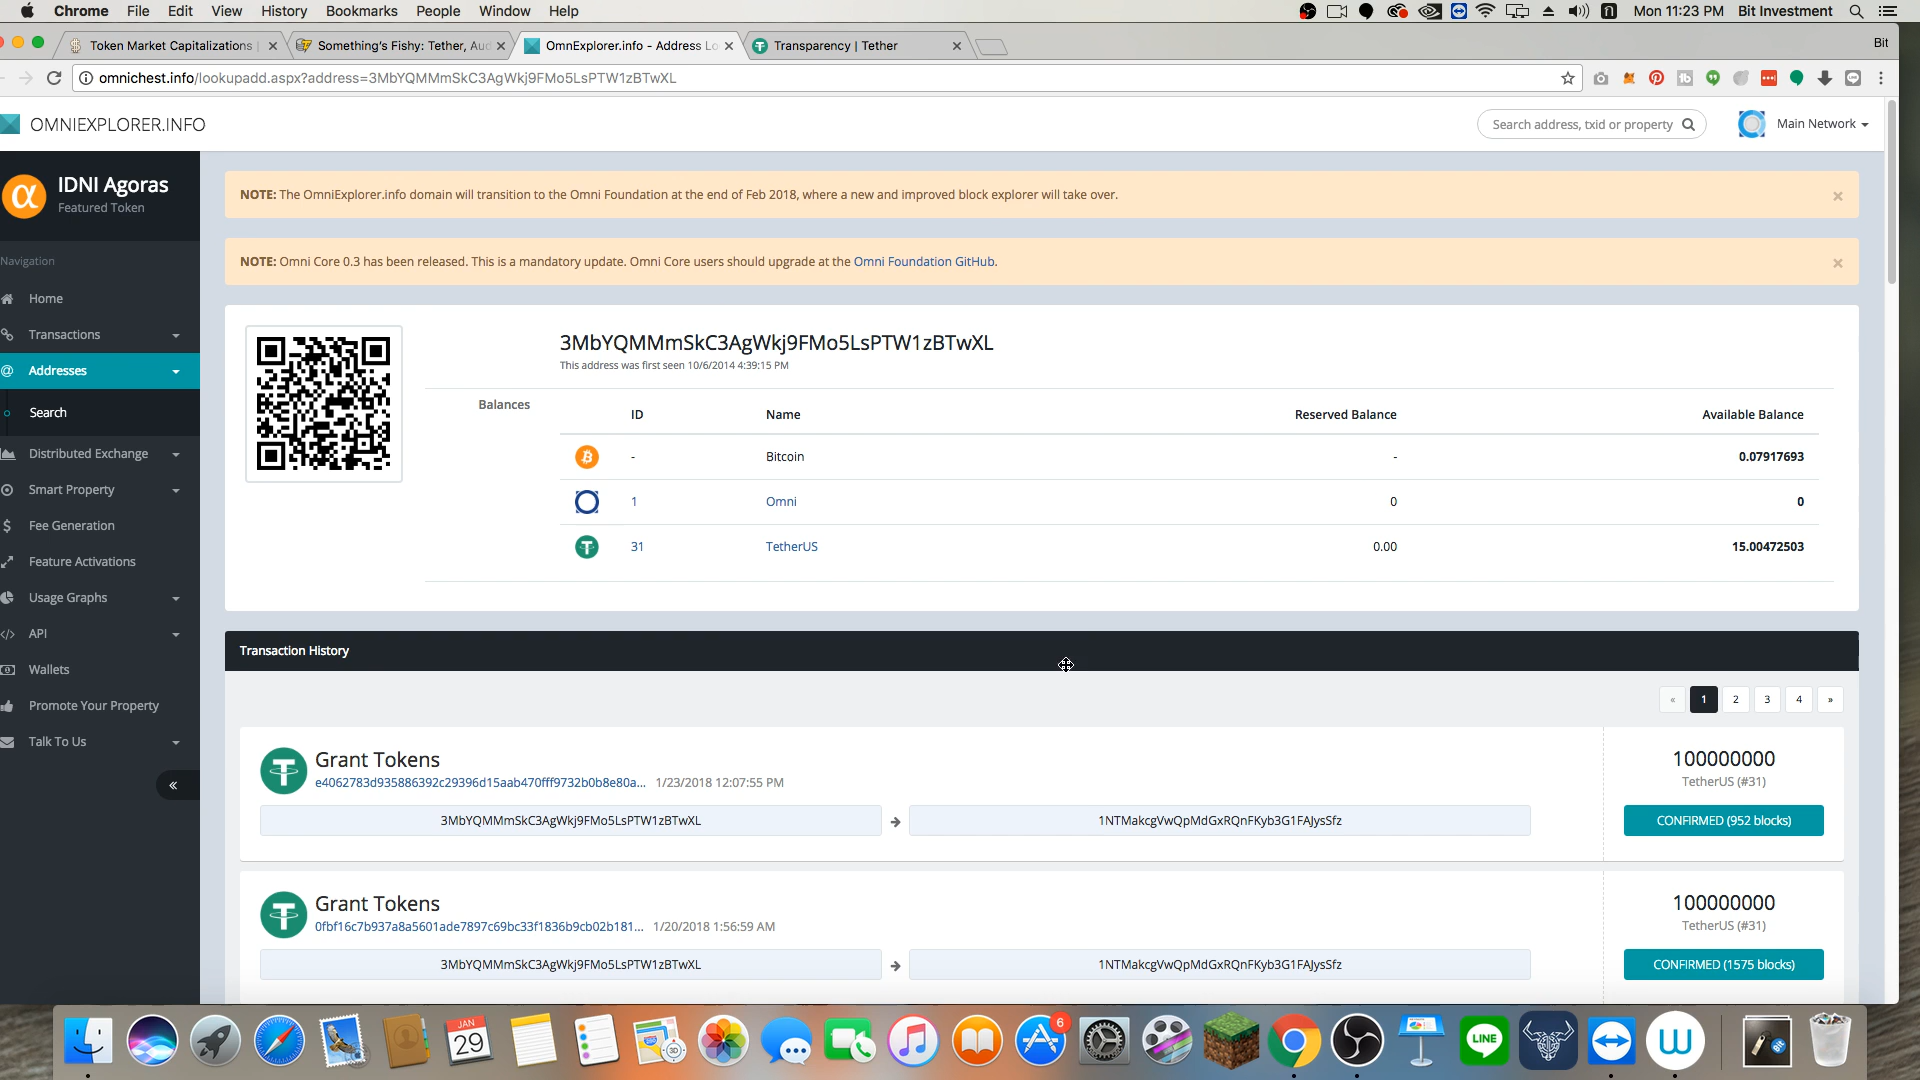 Chrome File Edit View History Bookmarks People Window Help
Mon 11:23 PM Bit Investment
Token Market Capitalizations
Something's Fishy: Tether, Aud
OmnExplorer.info - Address Lo
Transparency | Tether
Bit
omnichest.info/lookupadd.aspx?address=3MbYQMMmSkC3AgWkj9FMo5LsPTW1zBTwXL
OMNIEXPLORER.INFO
Search address, txid or property
Main Network
IDNI Agoras
Featured Token
Navigation
Home
Transactions
Addresses
Search
Distributed Exchange
Smart Property
Fee Generation
Feature Activations
Usage Graphs
API
Wallets
Promote Your Property
Talk To Us
«
NOTE: The OmniExplorer.info domain will transition to the Omni Foundation at the end of Feb 2018, where a new and improved block explorer will take over.
×
NOTE: Omni Core 0.3 has been released. This is a mandatory update. Omni Core users should upgrade at the Omni Foundation GitHub.
×
3MbYQMMmSkC3AgWkj9FMo5LsPTW1zBTwXL
This address was first seen 10/6/2014 4:39:15 PM
Balances
ID Name Reserved Balance Available Balance
- Bitcoin - 0.07917693
1 Omni 0 0
31 TetherUS 0.00 15.00472503
Transaction History
« 1 2 3 4 »
Grant Tokens
e4062783d935886392c29396d15aab470fff9732b0b8e80a... 1/23/2018 12:07:55 PM
3MbYQMMmSkC3AgWkj9FMo5LsPTW1zBTwXL
1NTMakcgVwQpMdGxRQnFKyb3G1FAJysSfz
100000000
TetherUS (#31)
CONFIRMED (952 blocks)
Grant Tokens
0fbf16c7b937a8a5601ade7897c69bc33f1836b9cb02b181... 1/20/2018 1:56:59 AM
3MbYQMMmSkC3AgWkj9FMo5LsPTW1zBTwXL
1NTMakcgVwQpMdGxRQnFKyb3G1FAJysSfz
100000000
TetherUS (#31)
CONFIRMED (1575 blocks)
JAN
29
3D
6
LINE